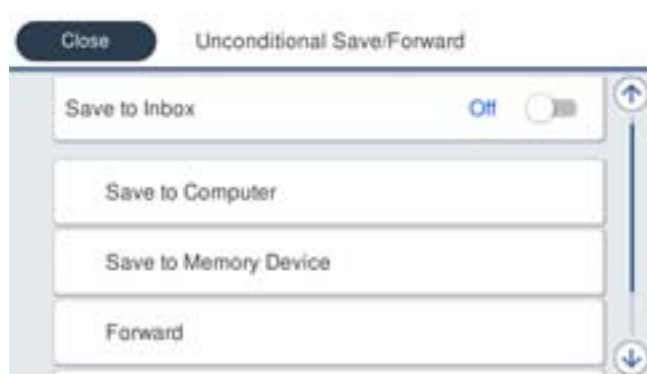 Close Unconditional Save/Forward
Save to Inbox Off
Save to Computer
Save to Memory Device
Forward